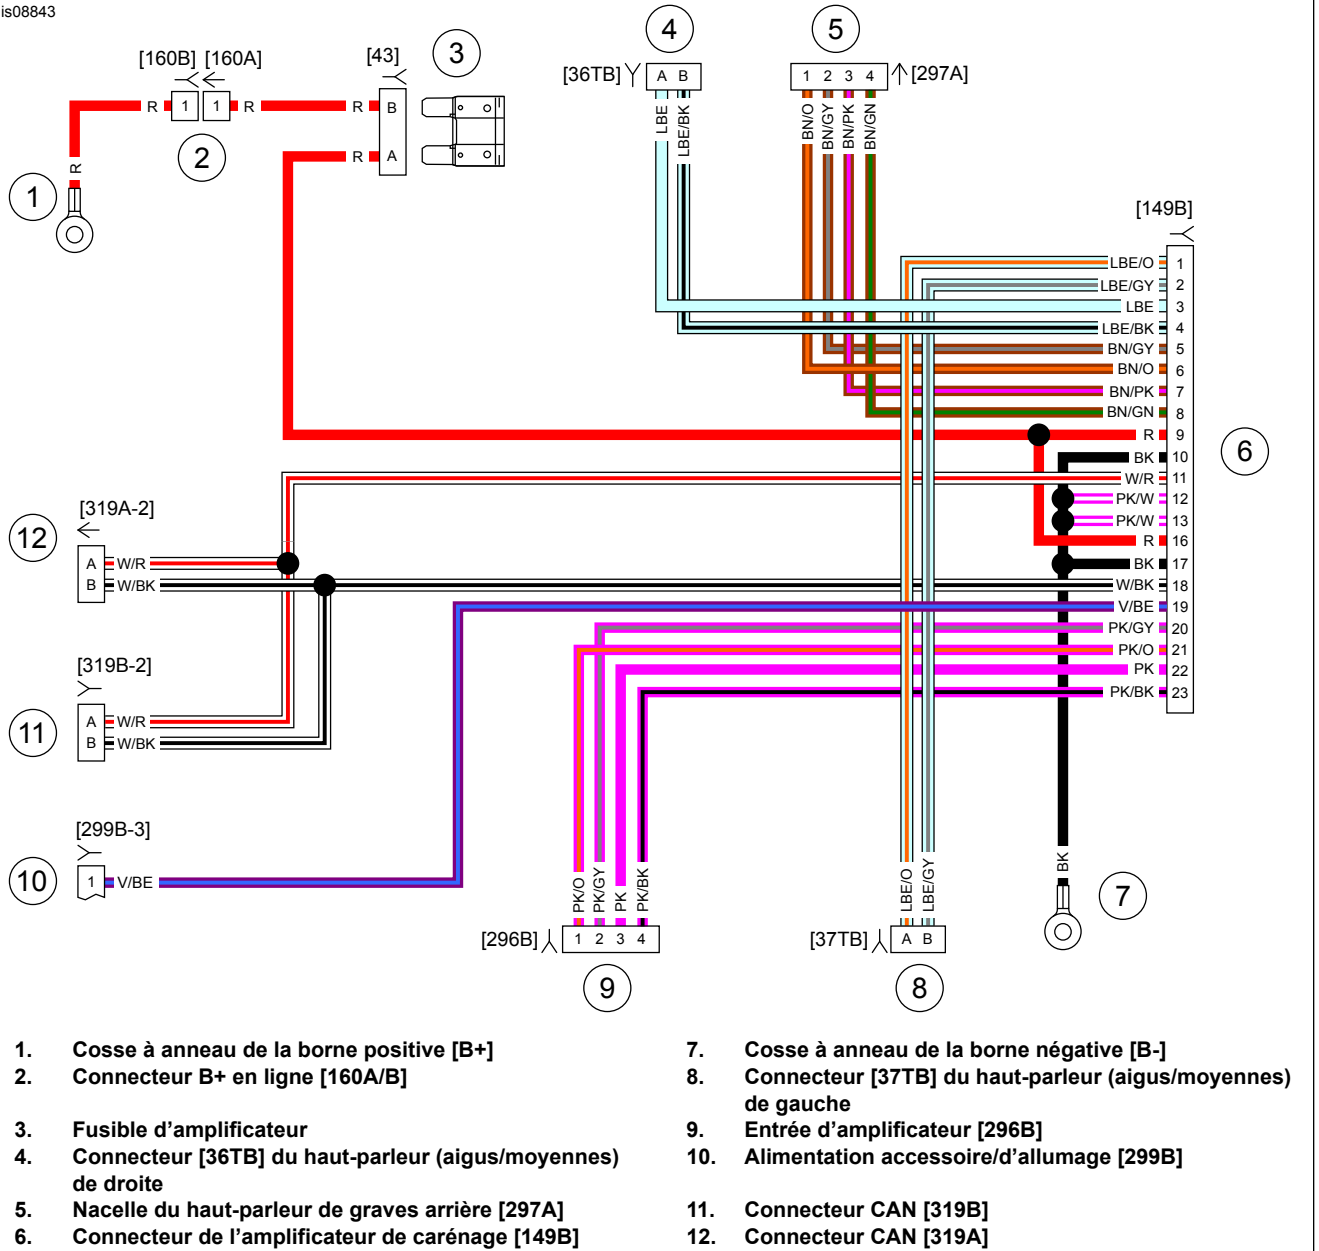 is08843
4
5
[160B] [160A]
[43]
3
[36TB]
A B
1 2 3 4
[297A]
R 1 1 R
R B
LBE
LBE/BK
BN/O
BN/GY
BN/PK
BN/GN
2
R A
R
1
[149B]
LBE/O 1
LBE/GY 2
LBE 3
LBE/BK 4
BN/GY 5
BN/O 6
BN/PK 7
BN/GN 8
R 9
6
BK 10
W/R 11
PK/W 12
PK/W 13
R 16
BK 17
W/BK 18
V/BE 19
PK/GY 20
PK/O 21
PK 22
PK/BK 23
[319A-2]
12
A W/R
B W/BK
[319B-2]
11
A W/R
B W/BK
[299B-3]
10
1 V/BE
PK/O
PK/GY
PK
PK/BK
LBE/O
LBE/GY
BK
7
[296B]
1 2 3 4
[37TB]
A B
9
8
1. Cosse à anneau de la borne positive [B+]
2. Connecteur B+ en ligne [160A/B]
3. Fusible d’amplificateur
4. Connecteur [36TB] du haut-parleur (aigus/moyennes)
de droite
5. Nacelle du haut-parleur de graves arrière [297A]
6. Connecteur de l’amplificateur de carénage [149B]
7. Cosse à anneau de la borne négative [B-]
8. Connecteur [37TB] du haut-parleur (aigus/moyennes)
de gauche
9. Entrée d’amplificateur [296B]
10. Alimentation accessoire/d’allumage [299B]
11. Connecteur CAN [319B]
12. Connecteur CAN [319A]